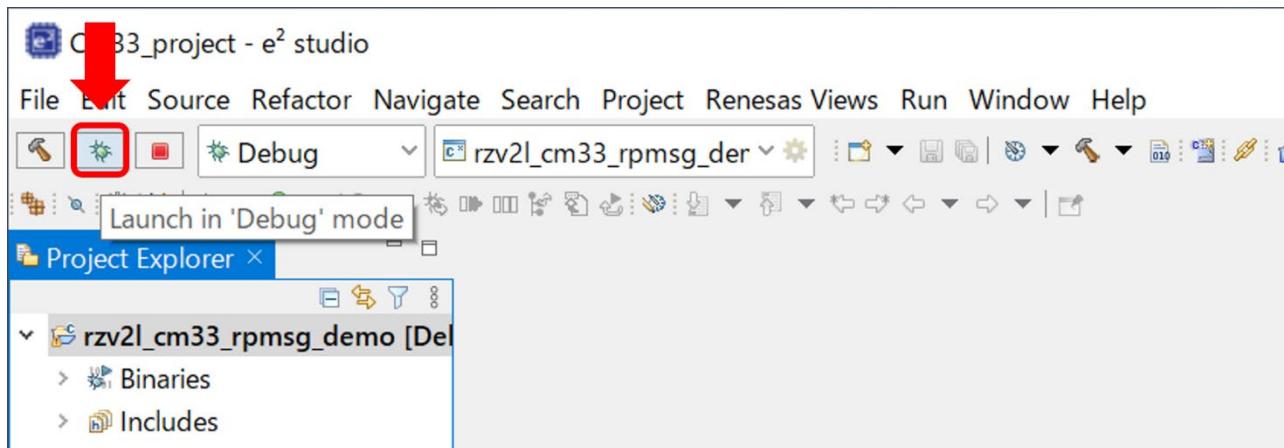 CM33_project - e² studio
File Edit Source Refactor Navigate Search Project Renesas Views Run Window Help
Debug rzv2l_cm33_rpmsg_der
010
Launch in 'Debug' mode
Project Explorer
rzv2l_cm33_rpmsg_demo [Del
Binaries
Includes